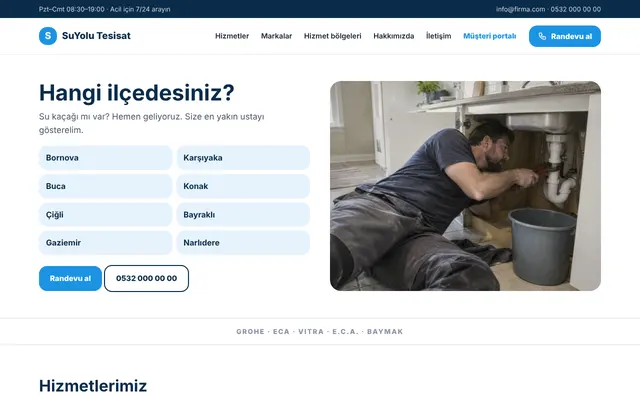 Pzt–Cmt 08:30–19:00 · Acil için 7/24 arayın
info@firma.com · 0532 000 00 00
S SuYolu Tesisat
Hizmetler Markalar Hizmet bölgeleri Hakkımızda İletişim Müşteri portalı Randevu al
Hangi ilçedesiniz?
Su kaçağı mı var? Hemen geliyoruz. Size en yakın ustayı
gösterelim.
Bornova Karşıyaka
Buca Konak
Çiğli Bayraklı
Gaziemir Narlıdere
Randevu al 0532 000 00 00
GROHE · ECA · VITRA · E.C.A. · BAYMAK
Hizmetlerimiz